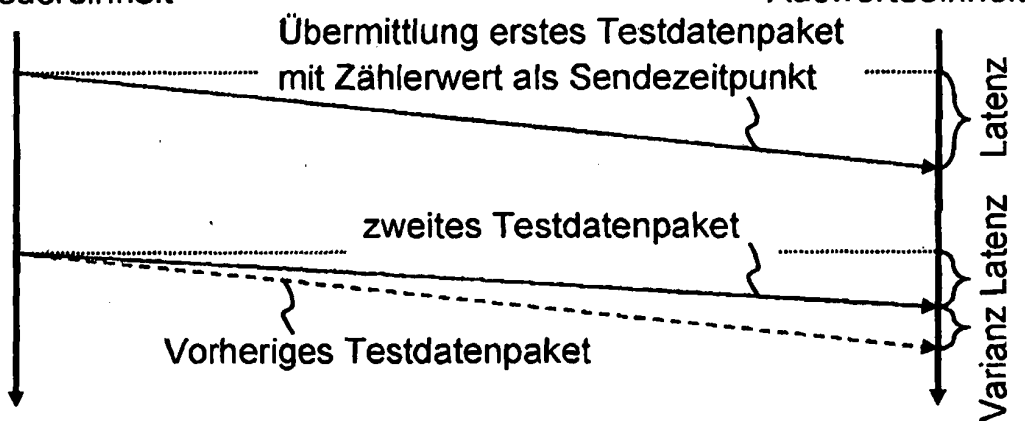 Übermittlung erstes Testdatenpaket
mit Zählerwert als Sendezeitpunkt
Latenz
zweites Testdatenpaket
Latenz
Varianz
Vorheriges Testdatenpaket